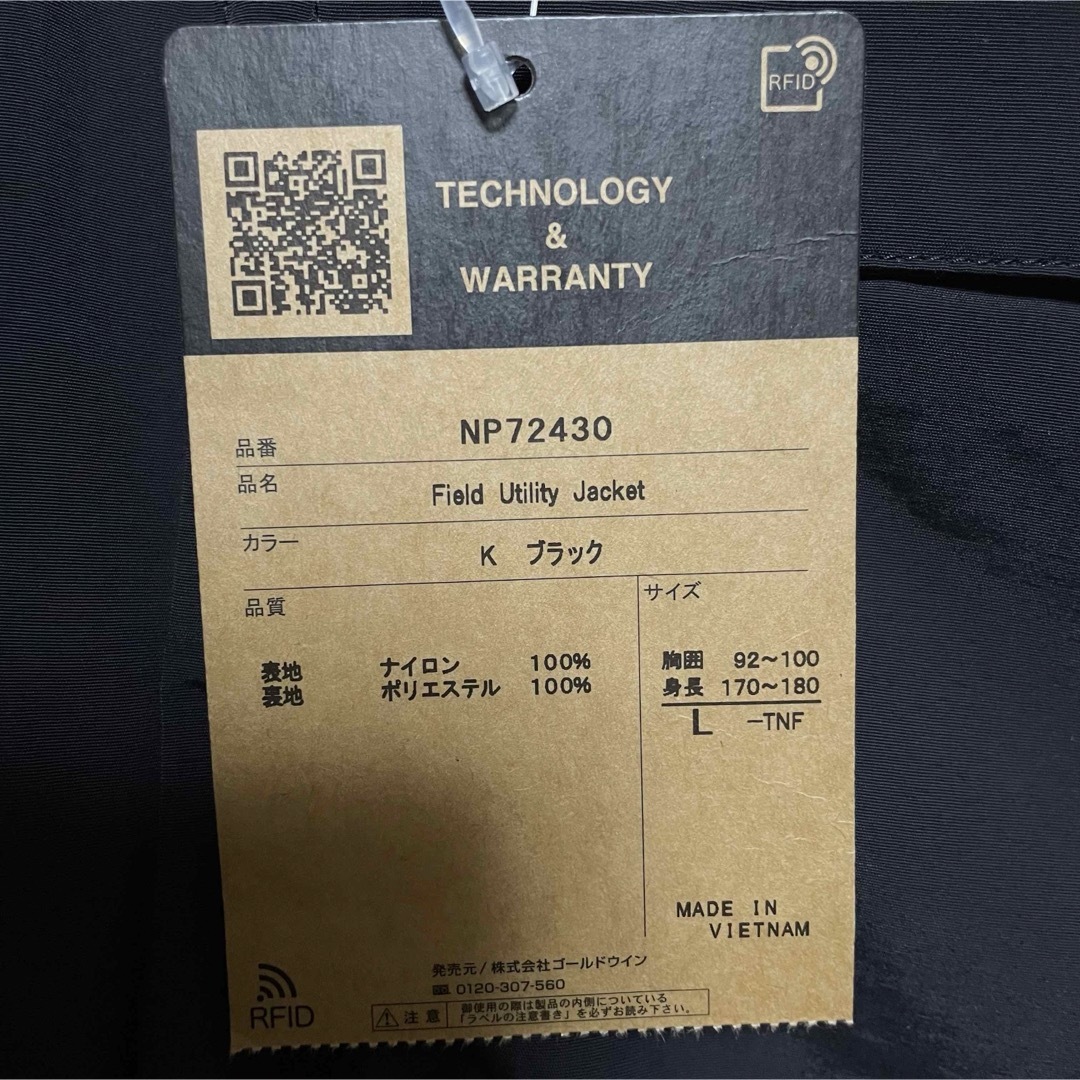 RFID
TECHNOLOGY
&
WARRANTY
品番 NP72430
品名 Field Utility Jacket
カラー K ブラック
品質
表地 ナイロン 100%
裏地 ポリエステル 100%
サイズ
胸囲 92～100
身長 170～180
L -TNF
MADE IN
VIETNAM
発売元/株式会社ゴールドウイン
0120-307-560
注意
御使用の際は製品の内側についている
「ラベルの注意書き」を必ずお読み下さい。
RFID